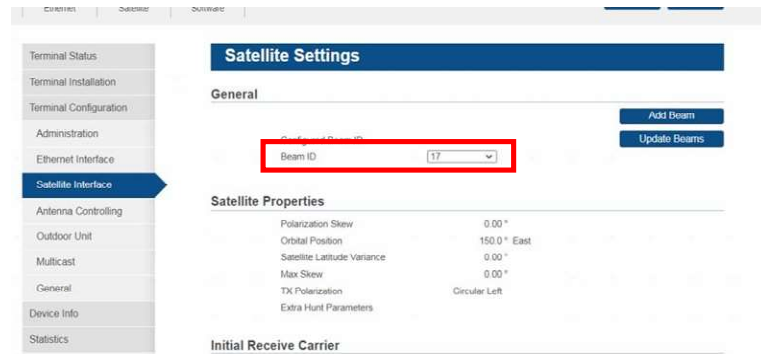 Ethernet Satellite Software
Satellite Settings
Terminal Status
Terminal Installation
Terminal Configuration
Administration
Ethernet Interface
Satellite Interface
Antenna Controlling
Outdoor Unit
Multicast
General
Device Info
Statistics
General
Add Beam
Configured Beam ID
Update Beams
Beam ID 17
Satellite Properties
Polarization Skew 0.00 °
Orbital Position 150.0 ° East
Satellite Latitude Variance 0.00 °
Max Skew 0.00 °
TX Polarization Circular Left
Extra Hunt Parameters
Initial Receive Carrier